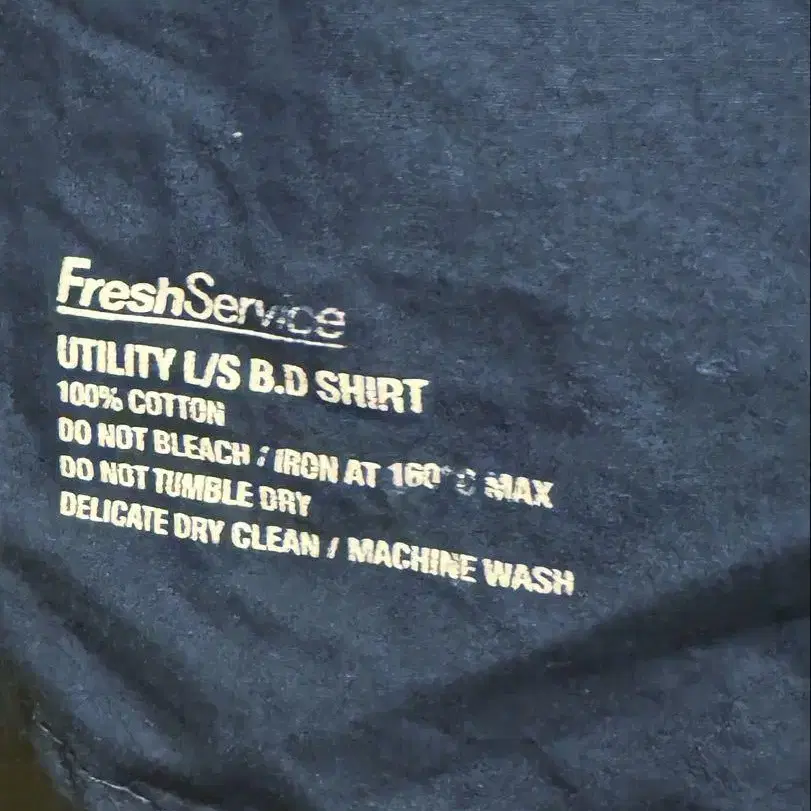 FreshService
UTILITY L/S B.D SHIRT
100% COTTON
DO NOT BLEACH / IRON AT 160°C MAX
DO NOT TUMBLE DRY
DELICATE DRY CLEAN / MACHINE WASH